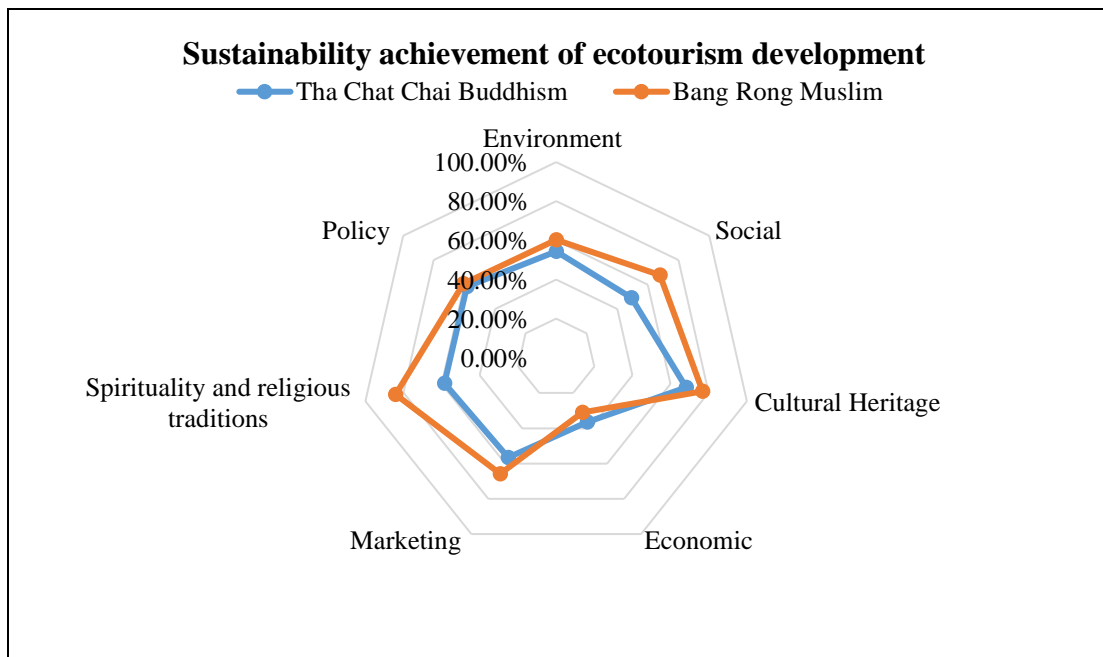 Sustainability achievement of ecotourism development
Tha Chat Chai Buddhism
Bang Rong Muslim
Environment
100.00%
80.00%
60.00%
40.00%
20.00%
0.00%
Social
Cultural Heritage
Economic
Marketing
Spirituality and religious
traditions
Policy